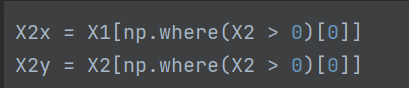 X2x = X1[np.where(X2 > 0)[0]]
X2y = X2[np.where(X2 > 0)[0]]